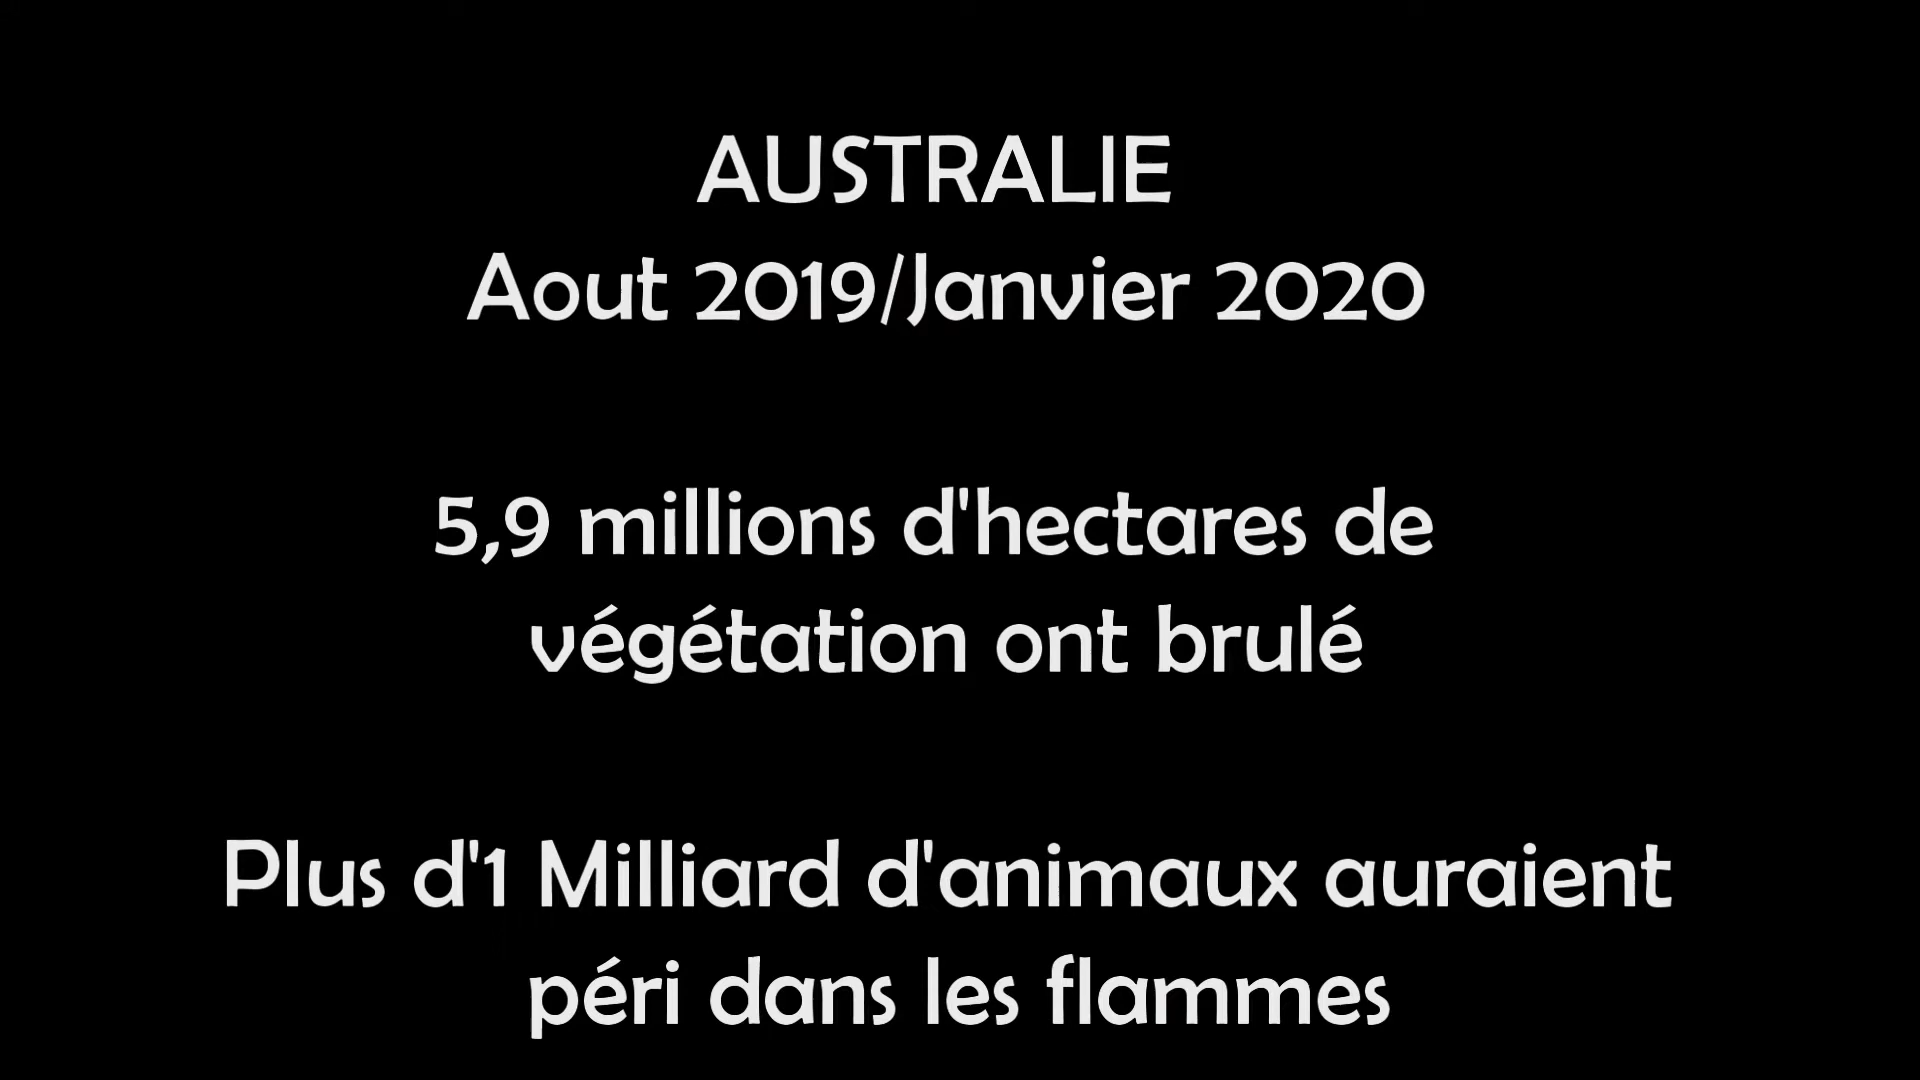 AUSTRALIE
Aout 2019/Janvier 2020
5,9 millions d'hectares de
végétation ont brulé
Plus d'1 Milliard d'animaux auraient
péri dans les flammes